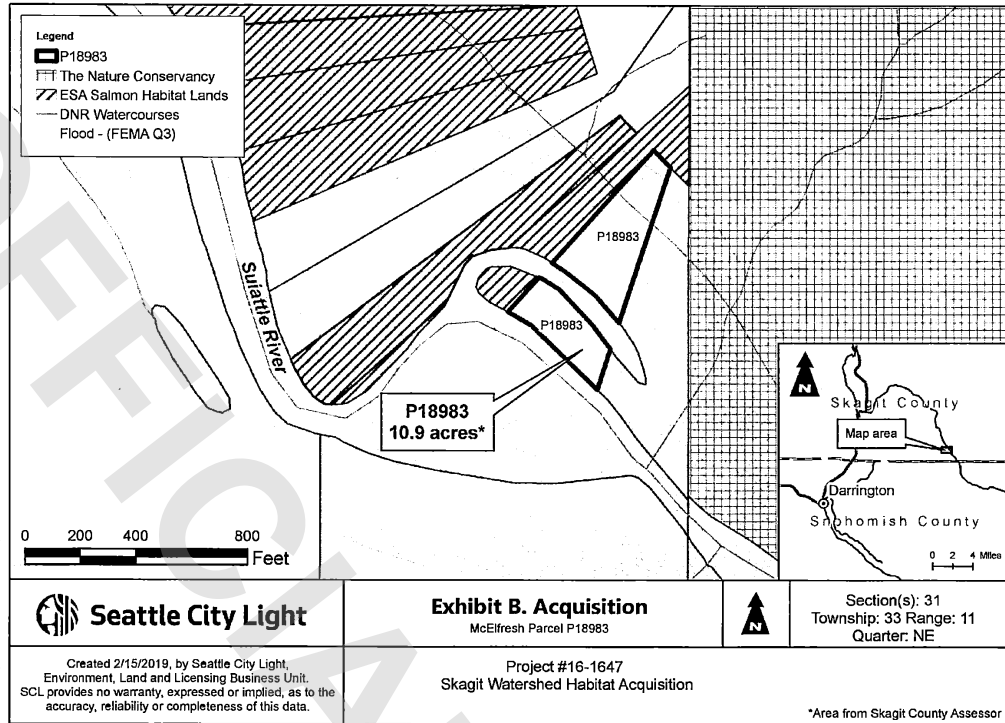 Legend
P18983
The Nature Conservancy
ESA Salmon Habitat Lands
DNR Watercourses
Flood - (FEMA Q3)
P18983
Suiattle River
P18983
P18983
10.9 acres*
N
Skagit County
Map area
Darrington
Snohomish County
0 2 4 Miles
0 200 400 800
Feet
Seattle City Light
Exhibit B. Acquisition
McElfresh Parcel P18983
N
Section(s): 31
Township: 33 Range: 11
Quarter: NE
Created 2/15/2019, by Seattle City Light,
Environment, Land and Licensing Business Unit.
SCL provides no warranty, expressed or implied, as to the
accuracy, reliability or completeness of this data.
Project #16-1647
Skagit Watershed Habitat Acquisition
*Area from Skagit County Assessor